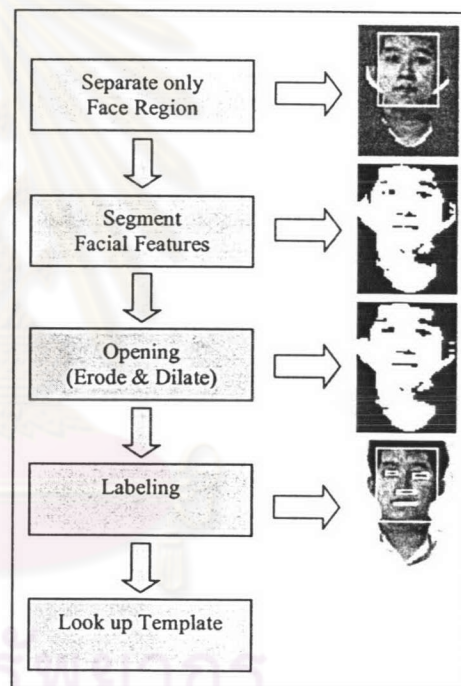 Separate only
Face Region
Segment
Facial Features
Opening
(Erode & Dilate)
Labeling
Look up Template